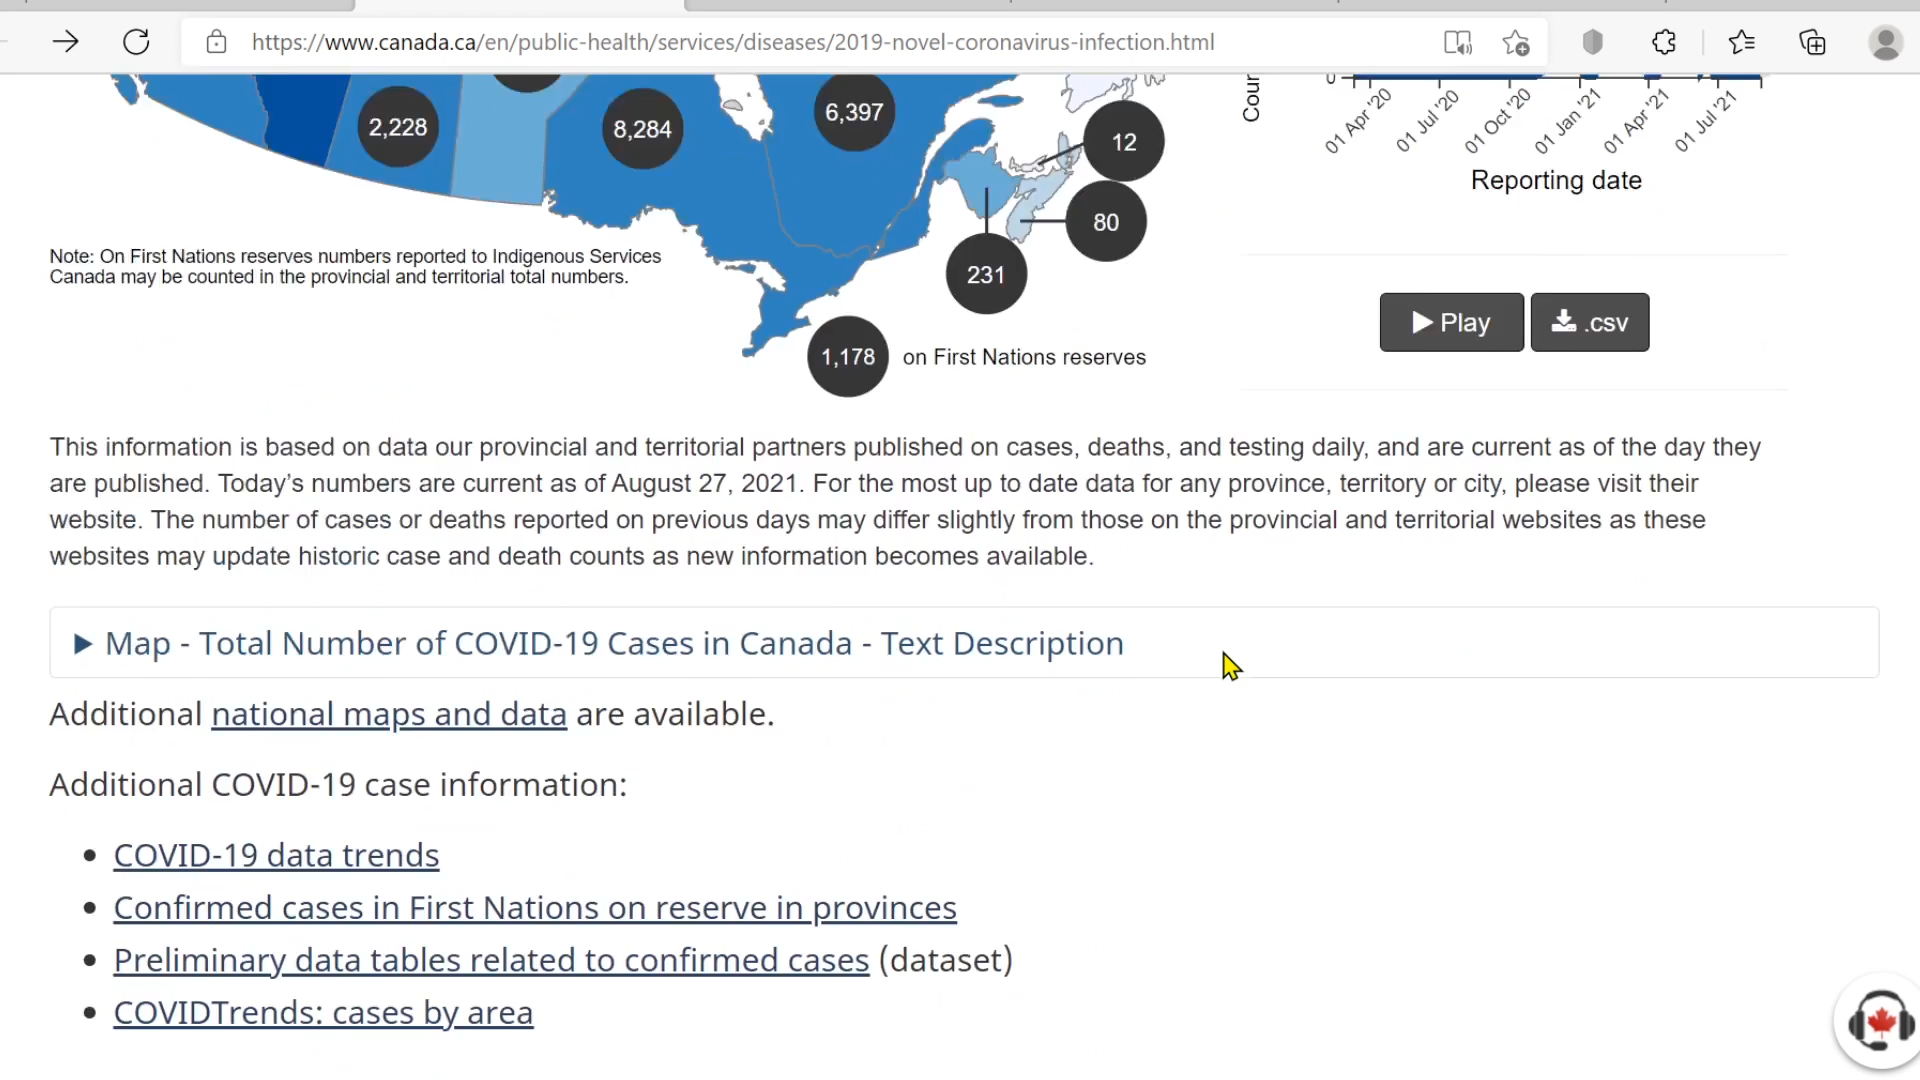 https://www.canada.ca/en/public-health/services/diseases/2019-novel-coronavirus-infection.html
2,228
8,284
6,397
12
80
231
1,178 on First Nations reserves
Note: On First Nations reserves numbers reported to Indigenous Services
Canada may be counted in the provincial and territorial total numbers.
01 Apr '20
01 Jul '20
01 Oct '20
01 Jan '21
01 Apr '21
01 Jul '21
Reporting date
Play
.csv
This information is based on data our provincial and territorial partners published on cases, deaths, and testing daily, and are current as of the day they
are published. Today’s numbers are current as of August 27, 2021. For the most up to date data for any province, territory or city, please visit their
website. The number of cases or deaths reported on previous days may differ slightly from those on the provincial and territorial websites as these
websites may update historic case and death counts as new information becomes available.
Map - Total Number of COVID-19 Cases in Canada - Text Description
Additional national maps and data are available.
Additional COVID-19 case information:
• COVID-19 data trends
• Confirmed cases in First Nations on reserve in provinces
• Preliminary data tables related to confirmed cases (dataset)
• COVIDTrends: cases by area